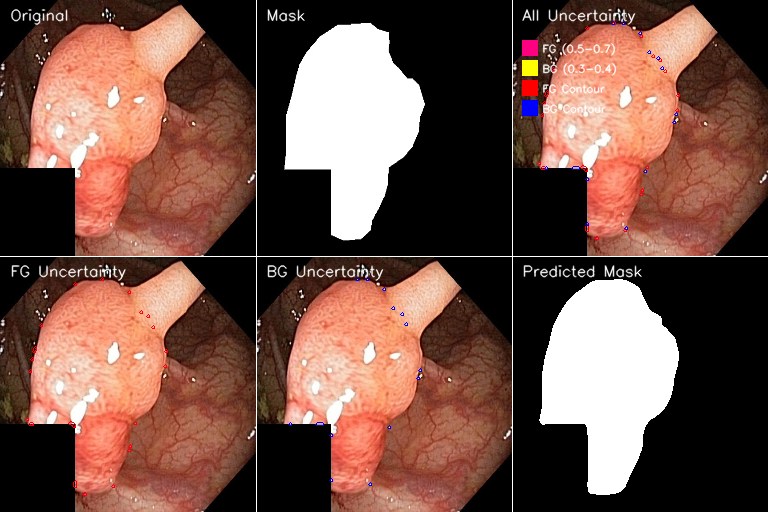 Original
Mask
All Uncertainty
FG (0.5-0.7)
BG (0.3-0.4)
FG Contour
BG Contour
FG Uncertainty
BG Uncertainty
Predicted Mask